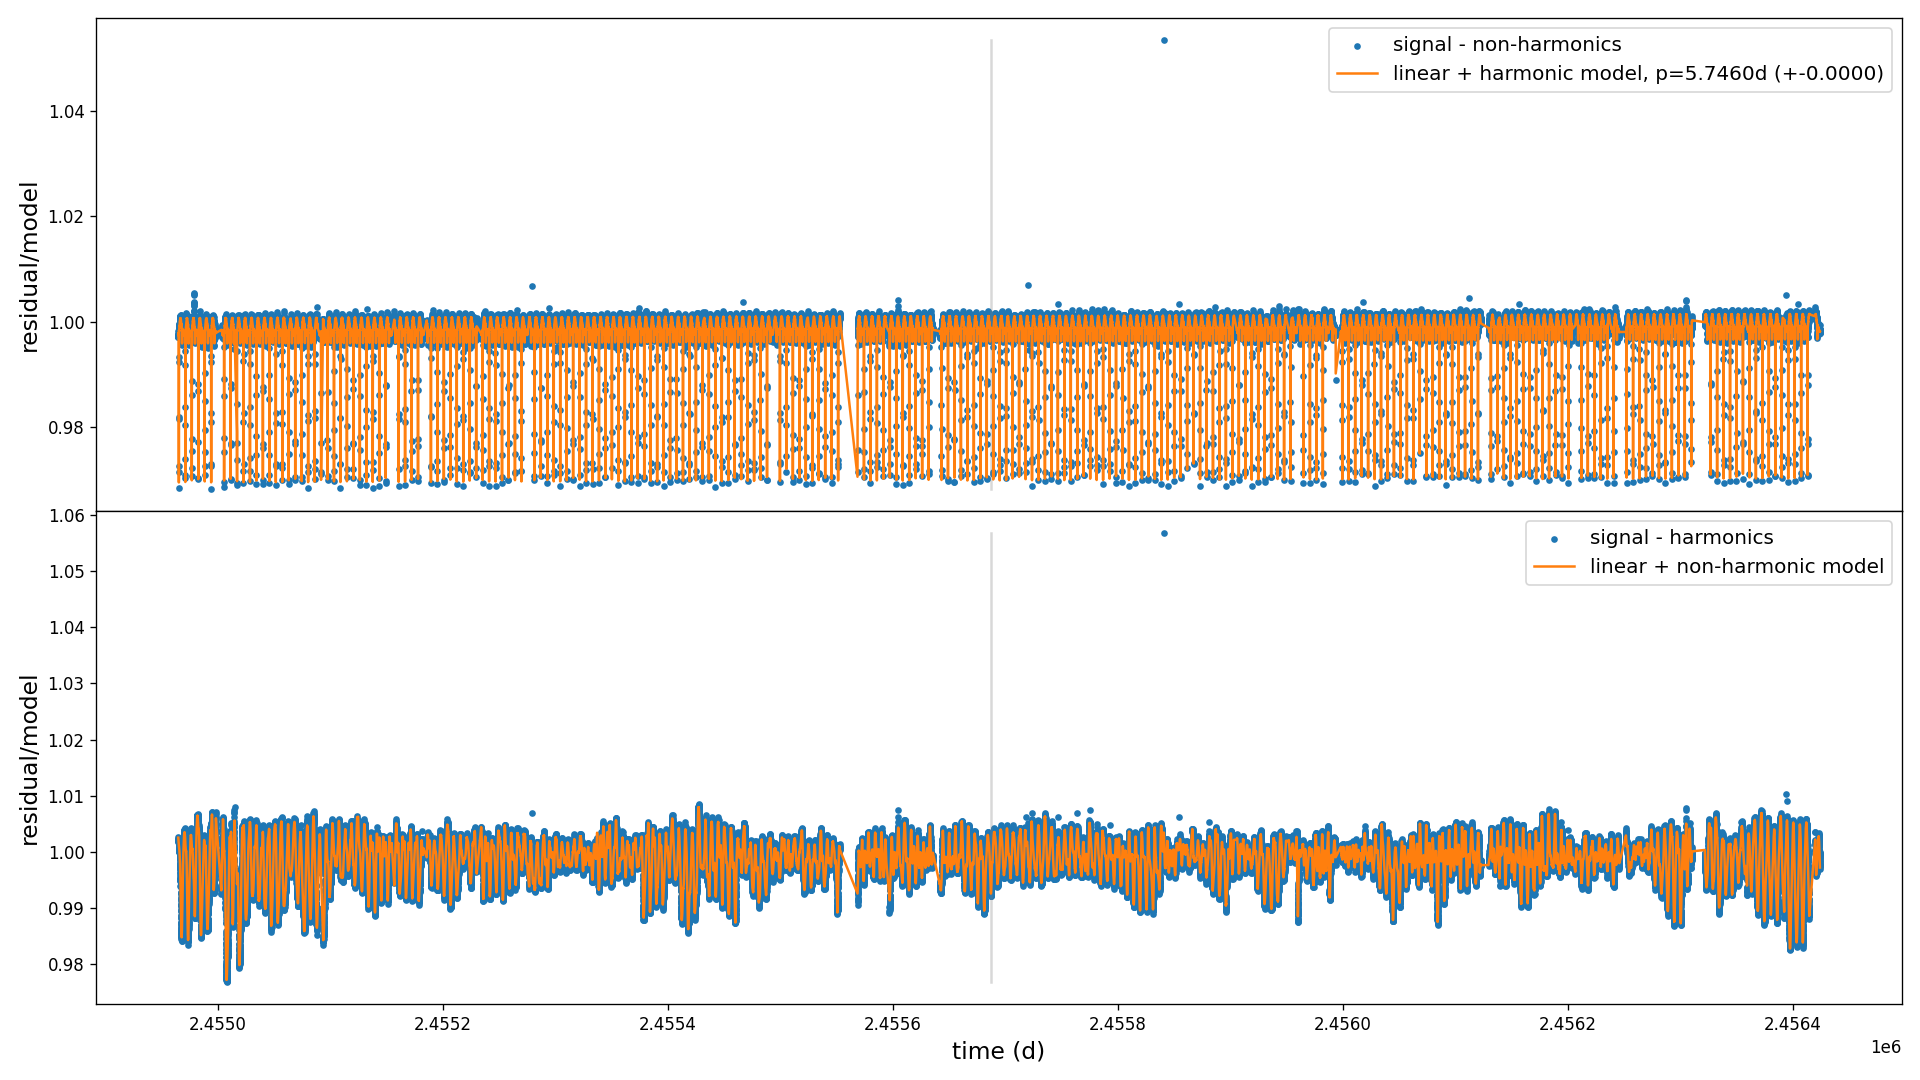 signal - non-harmonics
linear + harmonic model, p=5.7460d (+-0.0000)
residual/model
1.04
1.02
1.00
0.98
signal - harmonics
linear + non-harmonic model
residual/model
1.06
1.05
1.04
1.03
1.02
1.01
1.00
0.99
0.98
2.4550 2.4552 2.4554 2.4556 2.4558 2.4560 2.4562 2.4564
1e6
time (d)